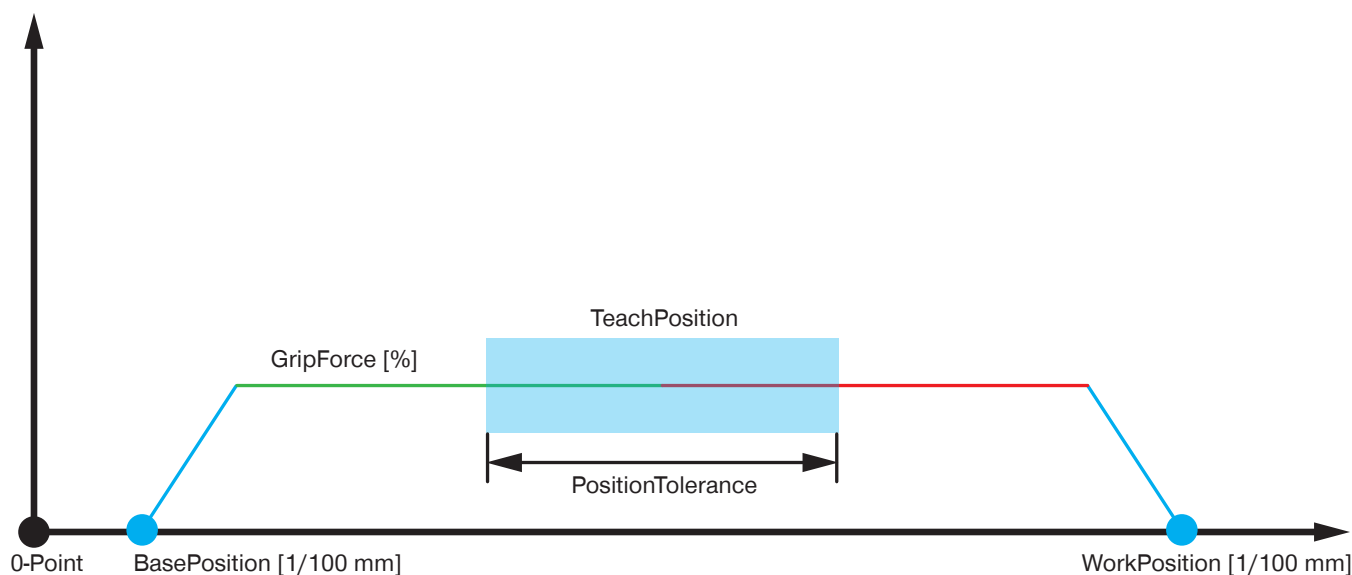 TeachPosition
GripForce [%]
PositionTolerance
0-Point
BasePosition [1/100 mm]
WorkPosition [1/100 mm]